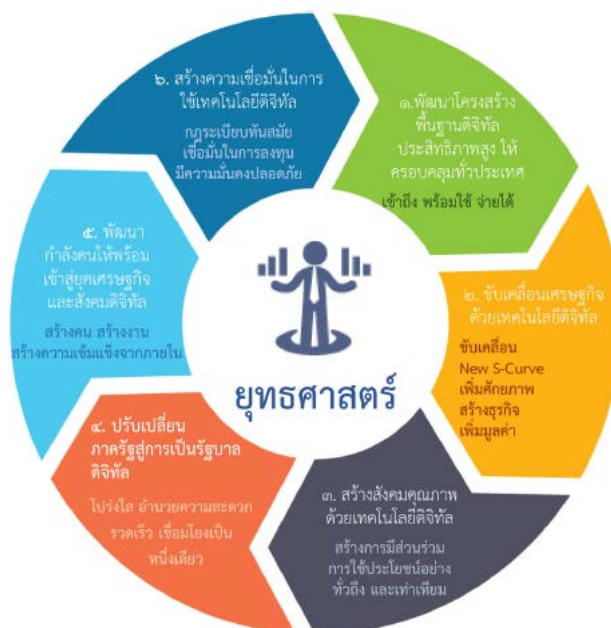 ๑.พัฒนาโครงสร้าง
พื้นฐานดิจิทัล
ประสิทธิภาพสูง ให้
ครอบคลุมทั่วประเทศ
เข้าถึง พร้อมใช้ จ่ายได้
๒. ขับเคลื่อนเศรษฐกิจ
ด้วยเทคโนโลยีดิจิทัล
ขับเคลื่อน
New S-Curve
เพิ่มศักยภาพ
สร้างธุรกิจ
เพิ่มมูลค่า
๓. สร้างสังคมคุณภาพ
ด้วยเทคโนโลยีดิจิทัล
สร้างการมีส่วนร่วม
การใช้ประโยชน์อย่าง
ทั่วถึง และเท่าเทียม
๔. ปรับเปลี่ยน
ภาครัฐสู่การเป็นรัฐบาล
ดิจิทัล
โปร่งใส อำนวยความสะดวก
รวดเร็ว เชื่อมโยงเป็น
หนึ่งเดียว
๕. พัฒนา
กำลังคนให้พร้อม
เข้าสู่ยุคเศรษฐกิจ
และสังคมดิจิทัล
สร้างคน สร้างงาน
สร้างความเข้มแข็งจากภายใน
๖. สร้างความเชื่อมั่นในการ
ใช้เทคโนโลยีดิจิทัล
กฎระเบียบทันสมัย
เชื่อมั่นในการลงทุน
มีความมั่นคงปลอดภัย
ยุทธศาสตร์